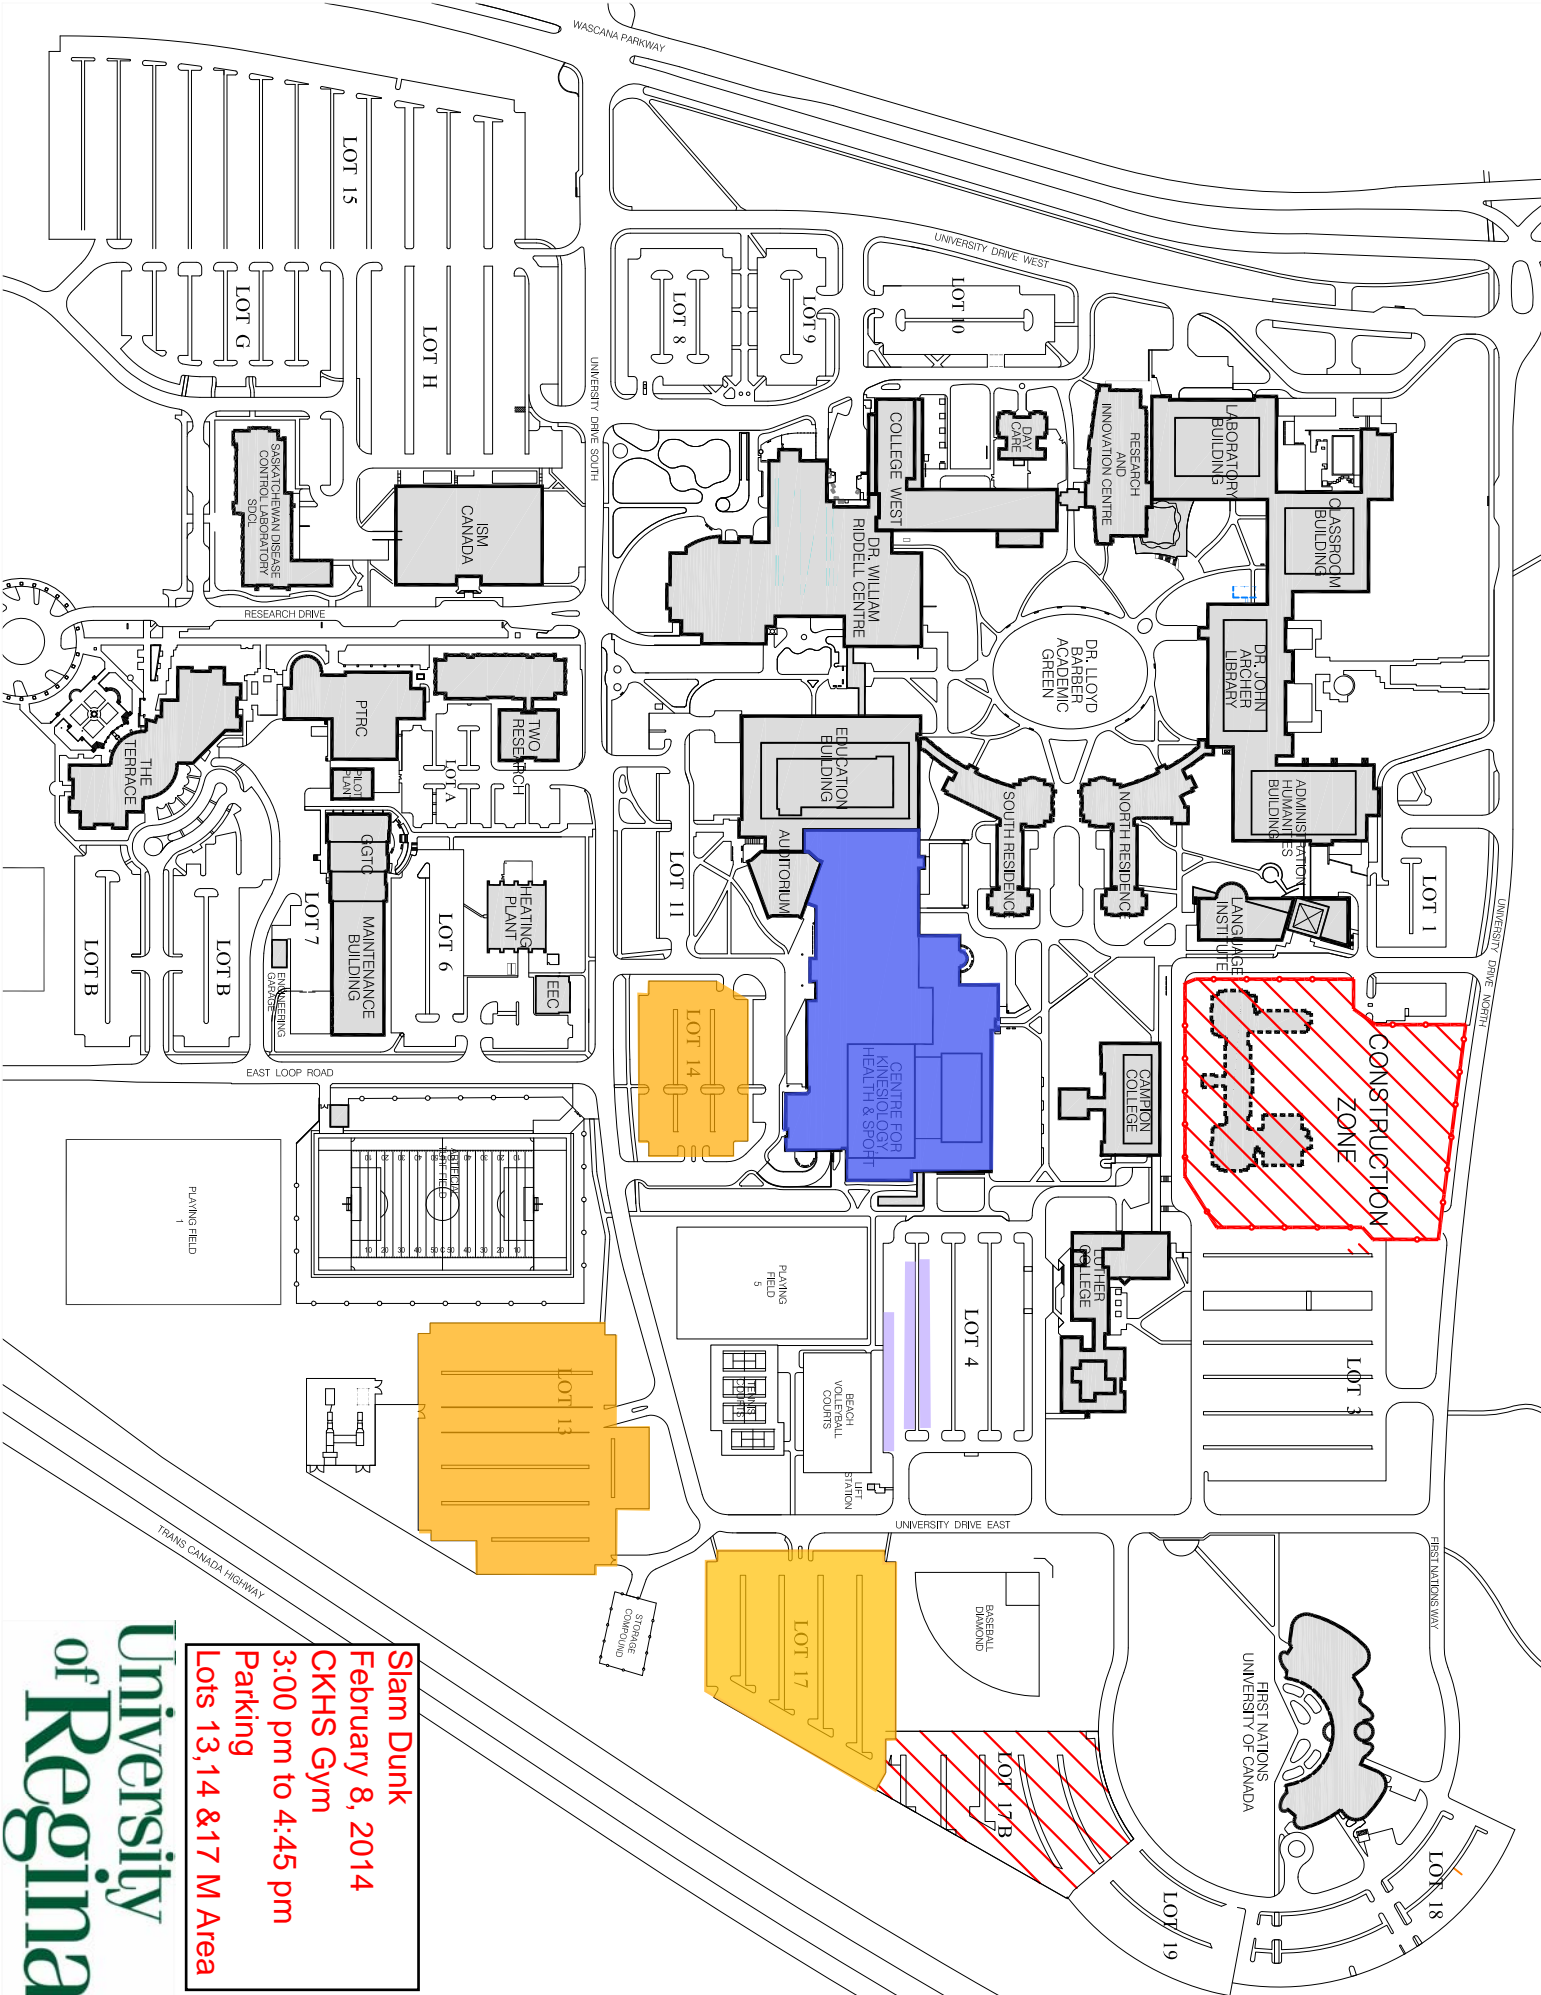 WASCANA PARKWAY
UNIVERSITY DRIVE NORTH
UNIVERSITY DRIVE WEST
UNIVERSITY DRIVE SOUTH
UNIVERSITY DRIVE EAST
FIRST NATIONS WAY
RESEARCH DRIVE
EAST LOOP ROAD
TRANS CANADA HIGHWAY
LOT 15
LOT G
LOT H
LOT 8
LOT 9
LOT 10
LABORATORY
BUILDING
CLASSROOM
BUILDING
RESEARCH
AND
INNOVATION CENTRE
DAY
CARE
COLLEGE WEST
DR. WILLIAM
RIDDELL CENTRE
ISM
CANADA
SASKATCHEWAN DISEASE
CONTROL LABORATORY
SDCL
DR. JOHN
ARCHER
LIBRARY
DR. LLOYD
BARBER
ACADEMIC
GREEN
ADMINISTRATION
HUMANITIES
BUILDING
LOT 1
NORTH RESIDENCE
SOUTH RESIDENCE
EDUCATION
BUILDING
AUDITORIUM
LOT 11
TWO
RESEARCH
PTRC
PILOT
PLANT
LOT A
THE
TERRACE
GGTC
MAINTENANCE
BUILDING
LOT 6
LOT 7
HEATING
PLANT
EEC
ENGINEERING
GARAGE
LOT B
LOT B
LANGUAGE
INSTITUTE
CONSTRUCTION
ZONE
CAMPION
COLLEGE
CENTRE FOR
KINESIOLOGY,
HEALTH & SPORT
LOT 14
ARTIFICIAL
TURF FIELD
PLAYING FIELD
1
LUTHER
COLLEGE
LOT 3
LOT 4
PLAYING
FIELD
5
TENNIS
COURTS
BEACH
VOLLEYBALL
COURTS
LIFT
STATION
LOT 13
STORAGE
COMPOUND
LOT 17
BASEBALL
DIAMOND
LOT 17 B
FIRST NATIONS
UNIVERSITY OF CANADA
LOT 18
LOT 19
Slam Dunk
February 8, 2014
CKHS Gym
3:00 pm to 4:45 pm
Parking
Lots 13,14 &17 M Area
University
of Regina